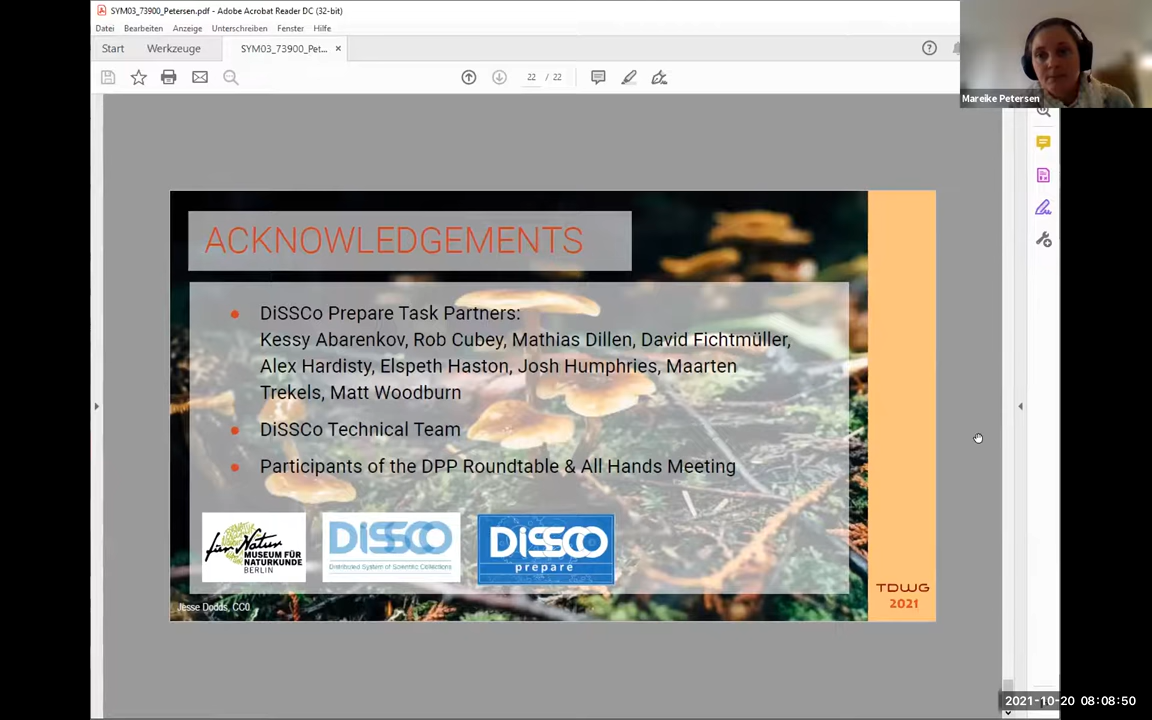 SYM03_73900_Petersen.pdf - Adobe Acrobat Reader DC (32-bit)
Datei Bearbeiten Anzeige Unterschreiben Fenster Hilfe
Start Werkzeuge SYM03_73900_Pet... ×
22 / 22
Mareike Petersen
ACKNOWLEDGEMENTS
DiSSCo Prepare Task Partners:
Kessy Abarenkov, Rob Cubey, Mathias Dillen, David Fichtmüller,
Alex Hardisty, Elspeth Haston, Josh Humphries, Maarten
Trekels, Matt Woodburn
DiSSCo Technical Team
Participants of the DPP Roundtable & All Hands Meeting
für Natur
MUSEUM FÜR
NATURKUNDE
BERLIN
DiSSCo
Distributed System of Scientific Collections
DiSSCo
prepare
Jesse Dodds, CC0
TDWG
2021
2021-10-20 08:08:50